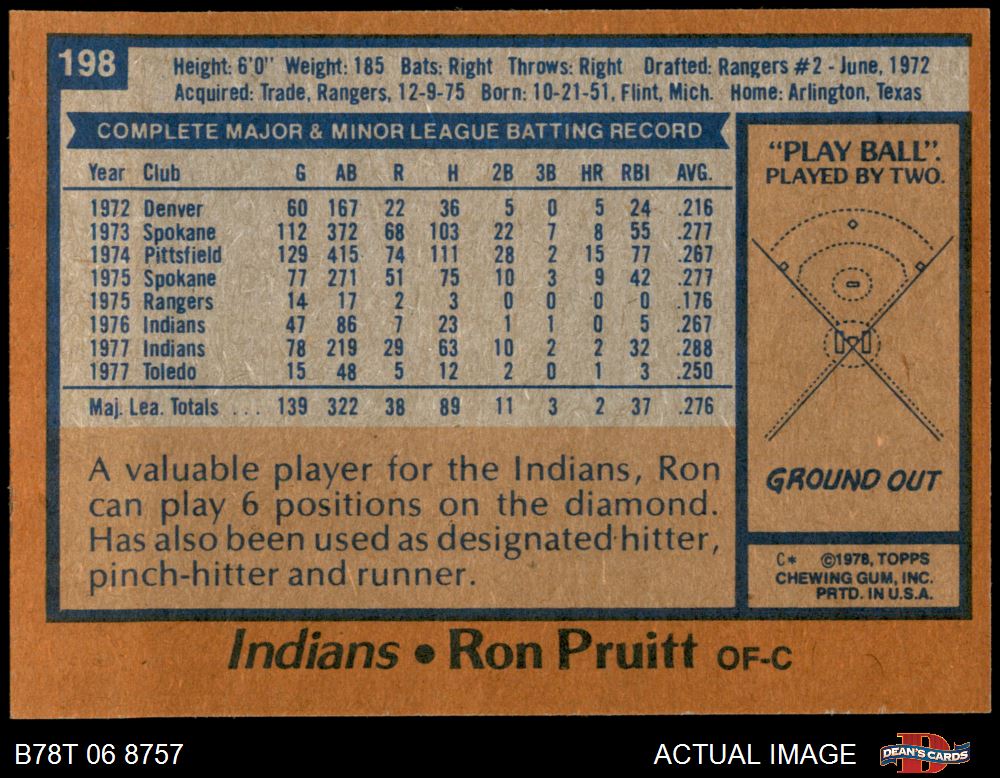 198
Height: 6'0" Weight: 185 Bats: Right Throws: Right Drafted: Rangers #2 - June, 1972
Acquired: Trade, Rangers, 12-9-75 Born: 10-21-51, Flint, Mich. Home: Arlington, Texas
COMPLETE MAJOR & MINOR LEAGUE BATTING RECORD
Year Club G AB R H 2B 3B HR RBI AVG.
1972 Denver 60 167 22 36 5 0 5 24 .216
1973 Spokane 112 372 68 103 22 7 8 55 .277
1974 Pittsfield 129 415 74 111 28 2 15 77 .267
1975 Spokane 77 271 51 75 10 3 9 42 .277
1975 Rangers 14 17 2 3 0 0 0 0 .176
1976 Indians 47 86 7 23 1 1 0 5 .267
1977 Indians 78 219 29 63 10 2 2 32 .288
1977 Toledo 15 48 5 12 2 0 1 3 .250
Maj. Lea. Totals ... 139 322 38 89 11 3 2 37 .276
A valuable player for the Indians, Ron
can play 6 positions on the diamond.
Has also been used as designated hitter,
pinch-hitter and runner.
"PLAY BALL".
PLAYED BY TWO.
GROUND OUT
C* ©1978, TOPPS
CHEWING GUM, INC.
PRTD. IN U.S.A.
Indians • Ron Pruitt OF-C
B78T 06 8757
ACTUAL IMAGE
DEAN'S CARDS